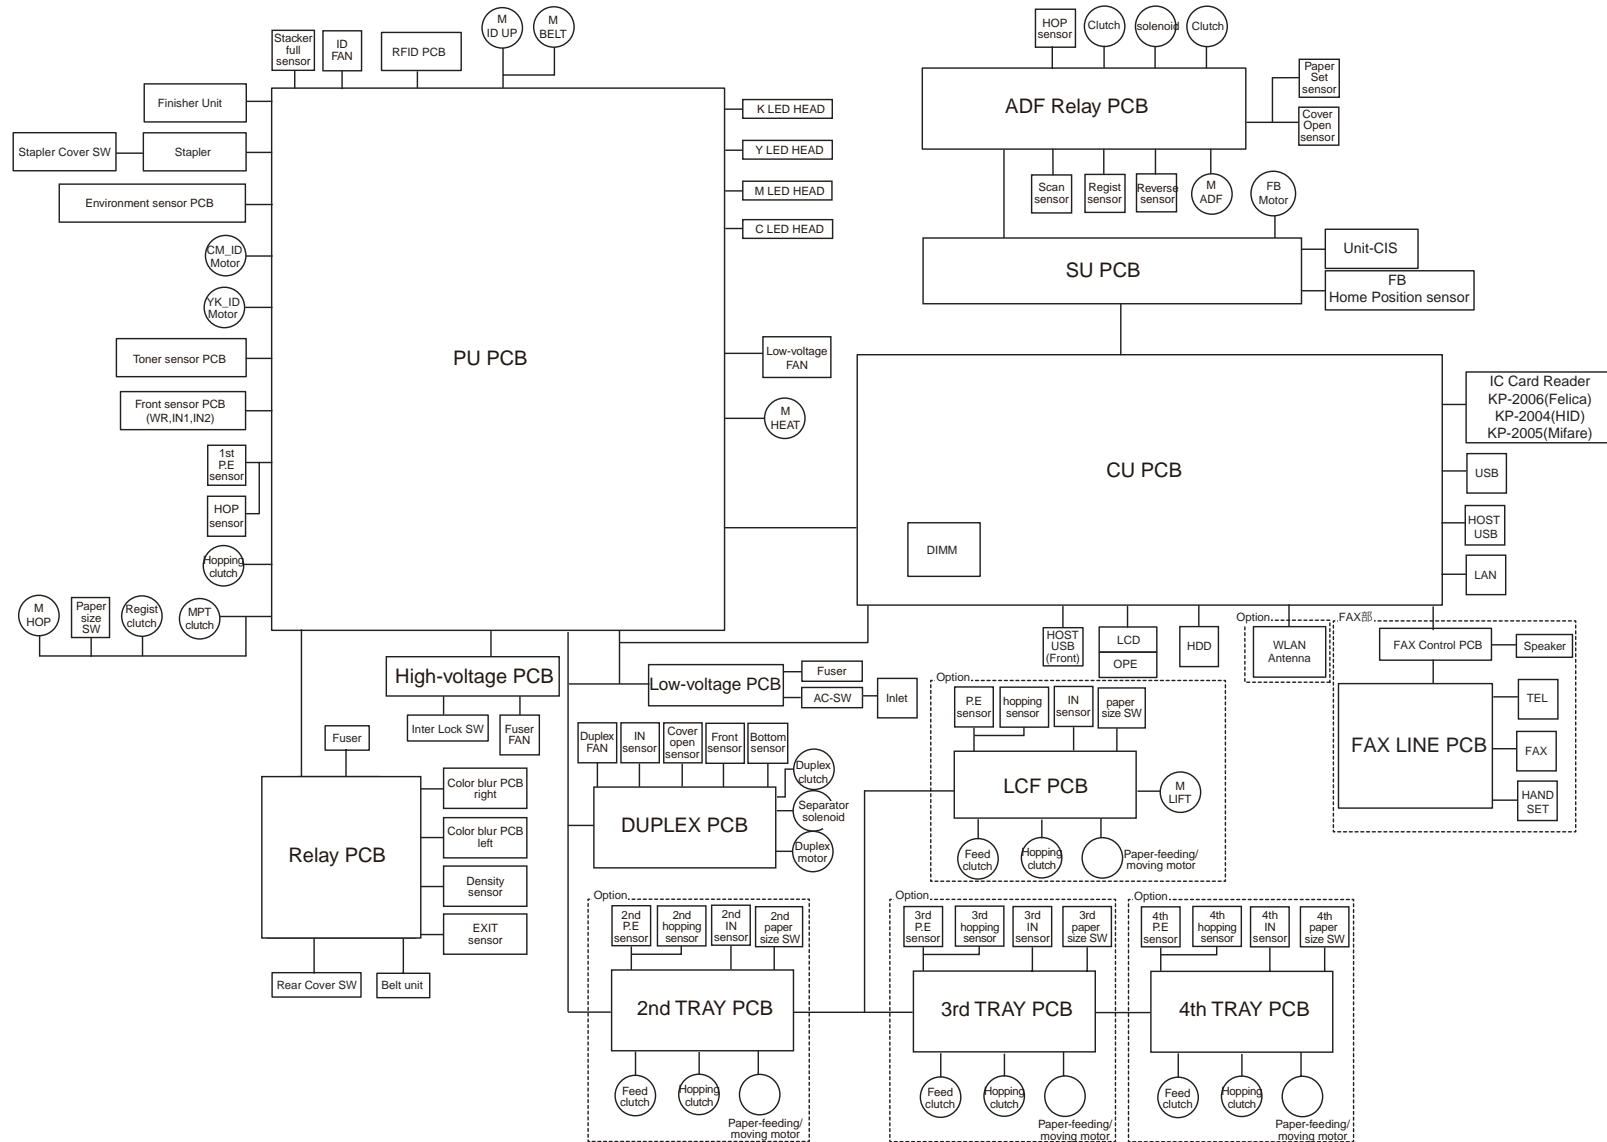 Stacker
full
sensor
ID
FAN
RFID PCB
M
ID UP
M
BELT
HOP
sensor
Clutch
solenoid
Clutch
Paper
Set
sensor
Cover
Open
sensor
ADF Relay PCB
Finisher Unit
Stapler Cover SW
Stapler
Environment sensor PCB
CM_ID
Motor
YK_ID
Motor
Toner sensor PCB
Front sensor PCB
(WR,IN1,IN2)
1st
P.E
sensor
HOP
sensor
Hopping
clutch
M
HOP
Paper
size
SW
Regist
clutch
MPT
clutch
PU PCB
K LED HEAD
Y LED HEAD
M LED HEAD
C LED HEAD
Low-voltage
FAN
M
HEAT
Scan
sensor
Regist
sensor
Reverse
sensor
M
ADF
FB
Motor
SU PCB
Unit-CIS
FB
Home Position sensor
CU PCB
DIMM
IC Card Reader
KP-2006(Felica)
KP-2004(HID)
KP-2005(Mifare)
USB
HOST
USB
LAN
HOST
USB
(Front)
LCD
OPE
HDD
Option
WLAN
Antenna
FAX部
FAX Control PCB
Speaker
FAX LINE PCB
TEL
FAX
HAND
SET
High-voltage PCB
Inter Lock SW
Fuser
FAN
Low-voltage PCB
Fuser
AC-SW
Inlet
Fuser
Relay PCB
Color blur PCB
right
Color blur PCB
left
Density
sensor
EXIT
sensor
Rear Cover SW
Belt unit
Duplex
FAN
IN
sensor
Cover
open
sensor
Front
sensor
Bottom
sensor
Duplex
clutch
Separator
solenoid
Duplex
motor
DUPLEX PCB
Option
P.E
sensor
hopping
sensor
IN
sensor
paper
size SW
LCF PCB
M
LIFT
Feed
clutch
Hopping
clutch
Paper-feeding/
moving motor
Option
2nd
P.E
sensor
2nd
hopping
sensor
2nd
IN
sensor
2nd
paper
size SW
2nd TRAY PCB
Feed
clutch
Hopping
clutch
Paper-feeding/
moving motor
Option
3rd
P.E
sensor
3rd
hopping
sensor
3rd
IN
sensor
3rd
paper
size SW
3rd TRAY PCB
Feed
clutch
Hopping
clutch
Paper-feeding/
moving motor
Option
4th
P.E
sensor
4th
hopping
sensor
4th
IN
sensor
4th
paper
size SW
4th TRAY PCB
Feed
clutch
Hopping
clutch
Paper-feeding/
moving motor